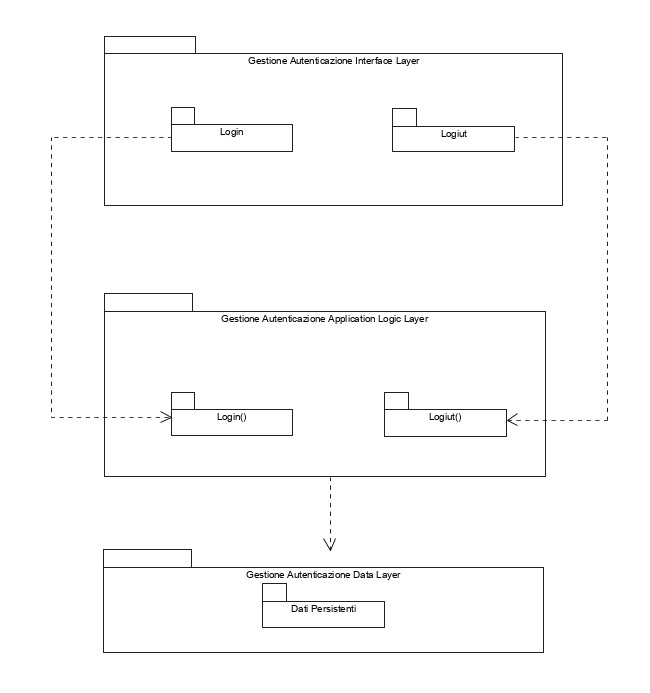 Gestione Autenticazione Interface Layer
Login
Logiut
Gestione Autenticazione Application Logic Layer
Login()
Logiut()
Gestione Autenticazione Data Layer
Dati Persistenti